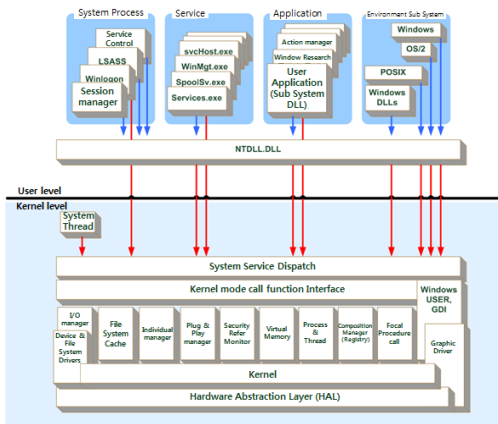 System Process
Service
Application
Environment Sub System
Service
Control
LSASS
Winlogon
Session
manager
svcHost.exe
WinMgt.exe
SpoolSv.exe
Services.exe
Action manager
Window Research
User
Application
(Sub System
DLL)
Windows
OS/2
POSIX
Windows
DLLs
NTDLL.DLL
User level
Kernel level
System
Thread
System Service Dispatch
Kernel mode call function Interface
Windows
USER,
GDI
I/O
manager
Device &
File
System
Drivers
File
System
Cache
Individual
manager
Plug &
Play
manager
Security
Refer
Monitor
Virtual
Memory
Process
&
Thread
Composition
Manager
(Registry)
Focal
Procedure
call
Graphic
Driver
Kernel
Hardware Abstraction Layer (HAL)